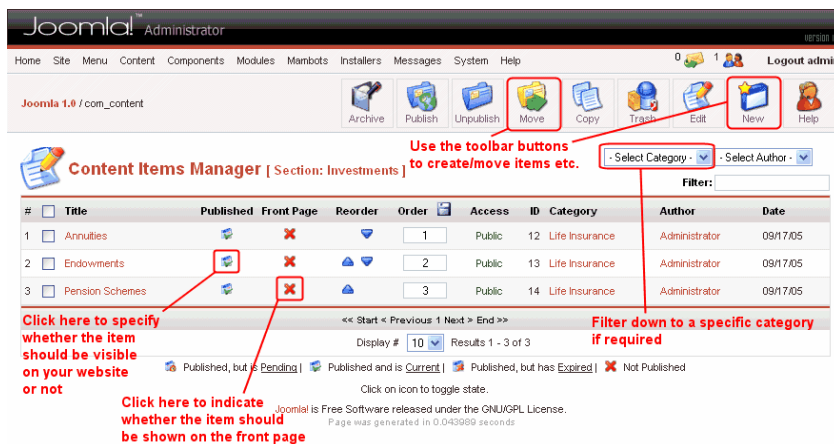 Joomla!™ Administrator
version
Home Site Menu Content Components Modules Mambots Installers Messages System Help 0 1 Logout admi
Joomla 1.0 / com_content
Archive Publish Unpublish Move Copy Trash Edit New Help
Use the toolbar buttons
to create/move items etc.
- Select Category - - Select Author -
Content Items Manager [ Section: Investments ]
Filter:
# Title Published Front Page Reorder Order Access ID Category Author Date
1 Annuities 1 Public 12 Life Insurance Administrator 09/17/05
2 Endowments 2 Public 13 Life Insurance Administrator 09/17/05
3 Pension Schemes 3 Public 14 Life Insurance Administrator 09/17/05
<< Start < Previous 1 Next > End >>
Display # 10 Results 1 - 3 of 3
Click here to specify
whether the item
should be visible
on your website
or not
Filter down to a specific category
if required
Published, but is Pending | Published and is Current | Published, but has Expired | Not Published
Click on icon to toggle state.
Click here to indicate
whether the item should
be shown on the front page
Joomla! is Free Software released under the GNU/GPL License.
Page was generated in 0.043989 seconds